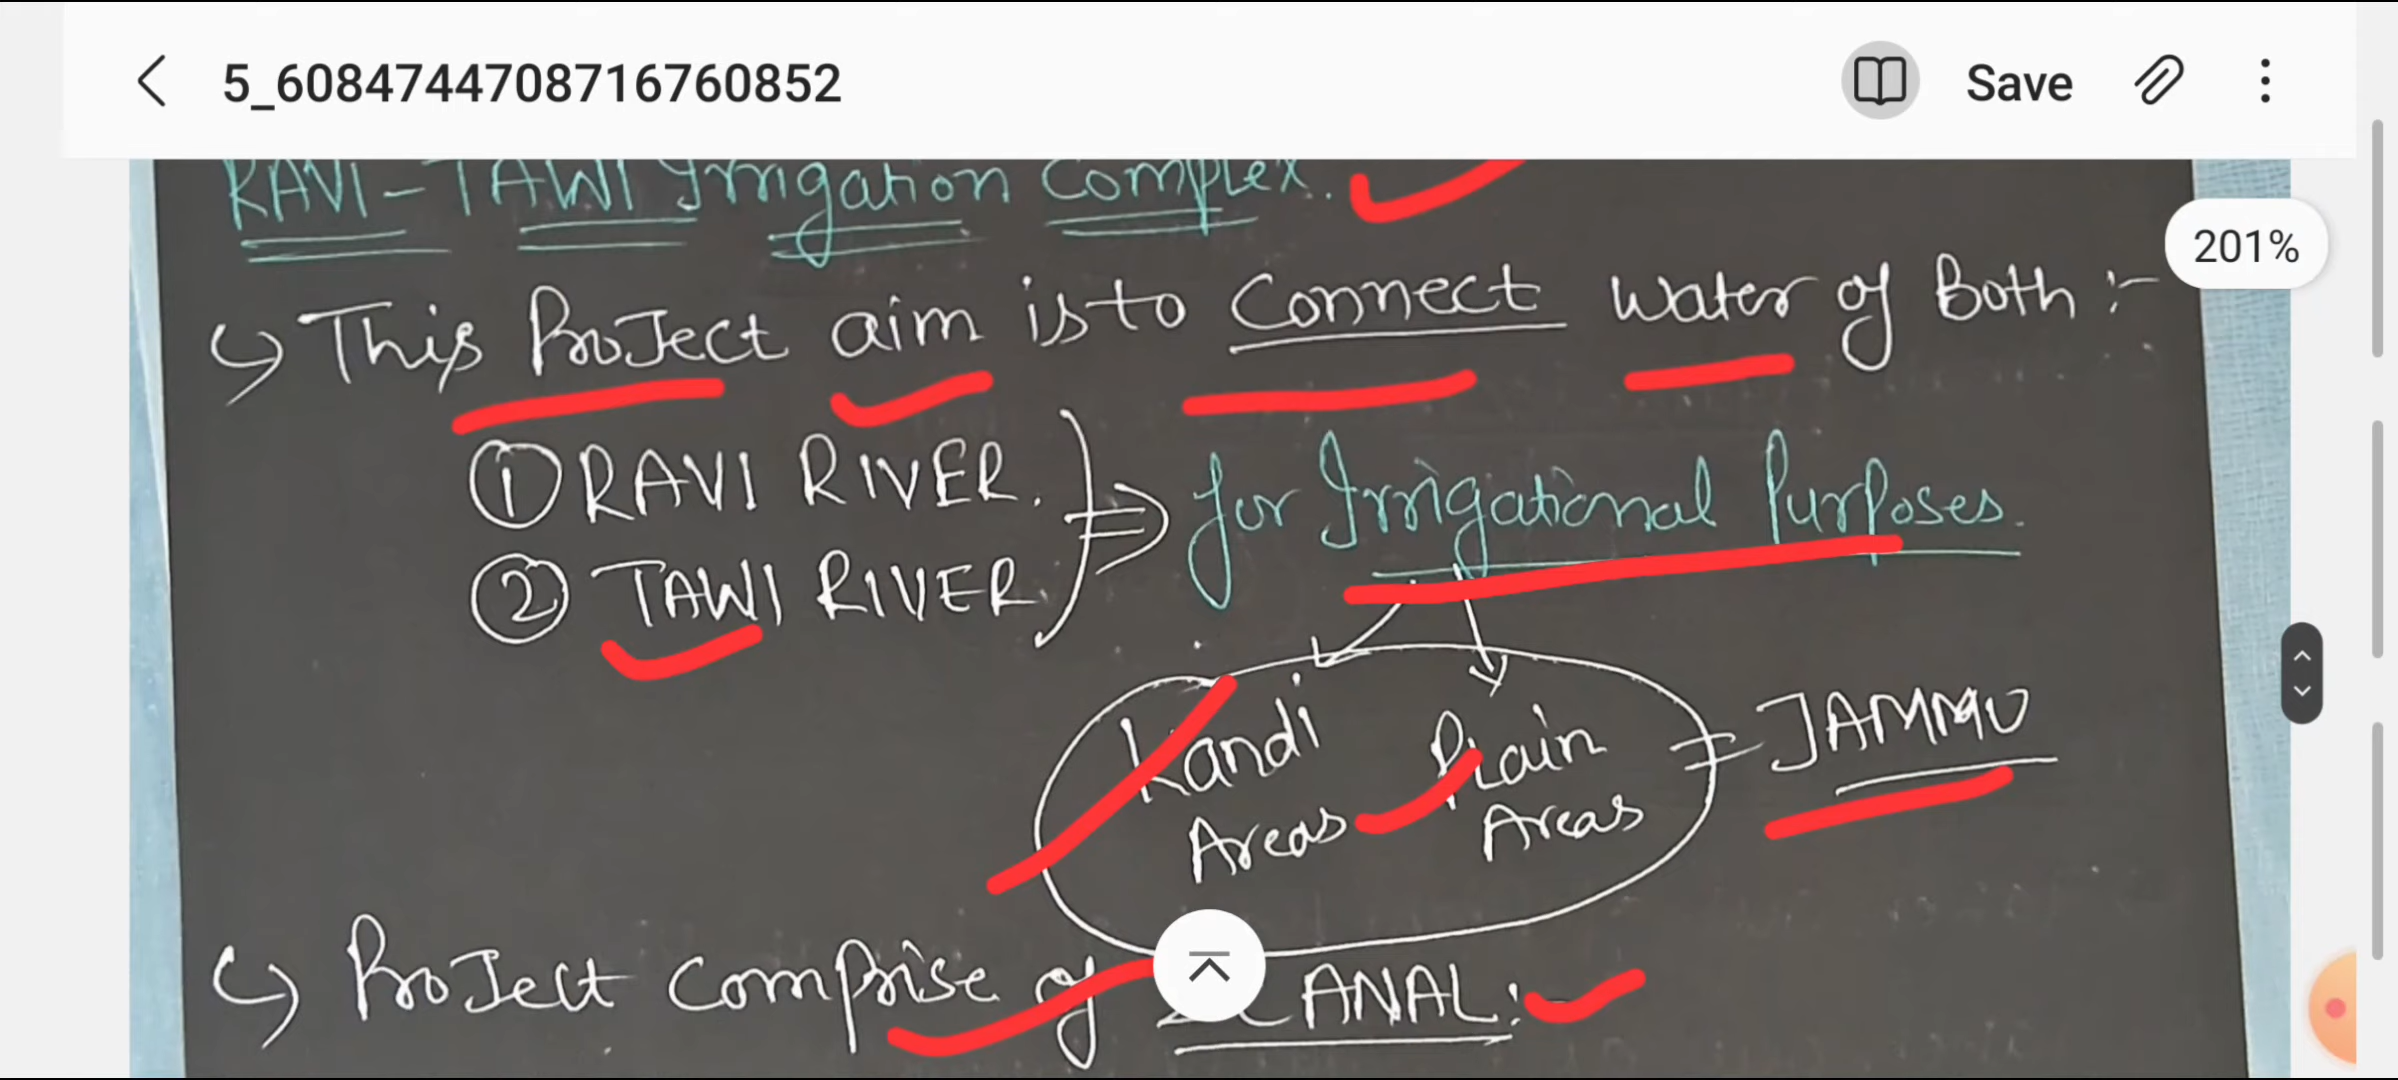 5_6084744708716760852
Save
RAVI-TAWI Irrigation Complex.
201%
↳ This Project aim is to Connect water of Both :-
① RAVI RIVER.
② TAWI RIVER
⇒ for Irrigational Purposes.
Kandi Areas Plain Areas = JAMMU
↳ Project comprise of CANAL:-